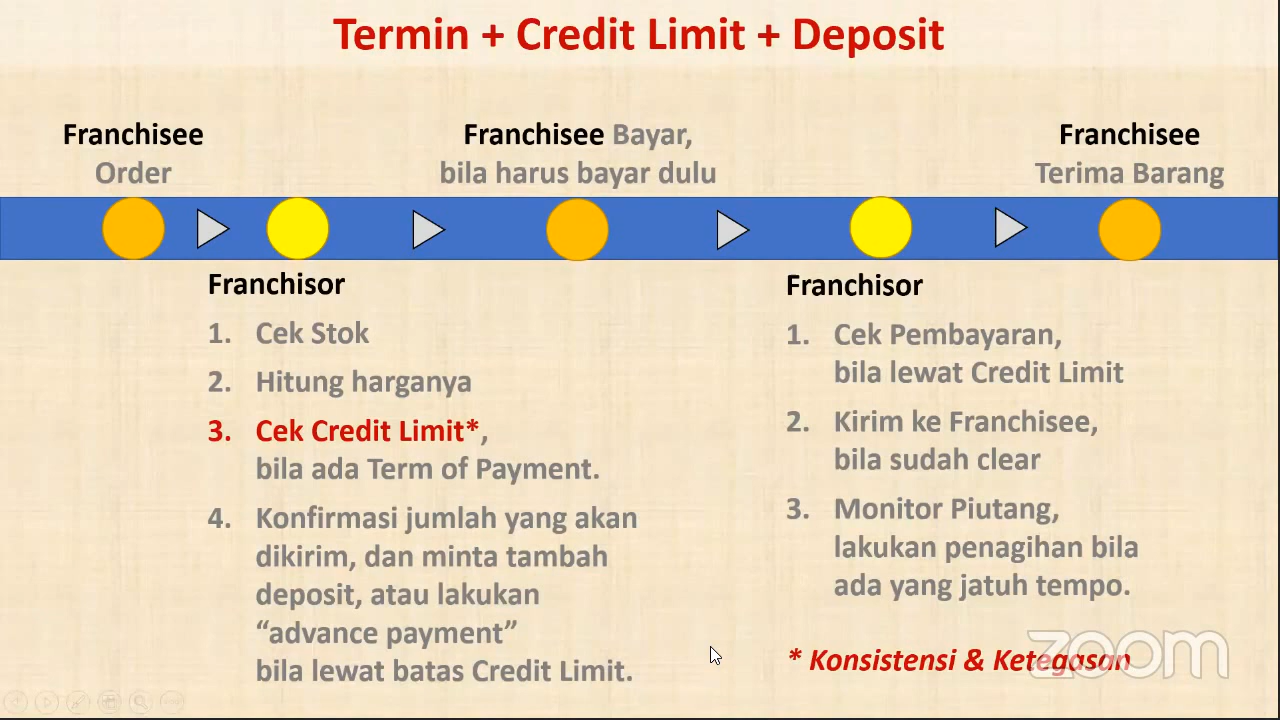 Termin + Credit Limit + Deposit
Franchisee
Order
Franchisee Bayar,
bila harus bayar dulu
Franchisee
Terima Barang
Franchisor
1. Cek Stok
2. Hitung harganya
3. Cek Credit Limit*,
bila ada Term of Payment.
4. Konfirmasi jumlah yang akan
dikirim, dan minta tambah
deposit, atau lakukan
“advance payment”
bila lewat batas Credit Limit.
Franchisor
1. Cek Pembayaran,
bila lewat Credit Limit
2. Kirim ke Franchisee,
bila sudah clear
3. Monitor Piutang,
lakukan penagihan bila
ada yang jatuh tempo.
* Konsistensi & Ketegasan
zoom